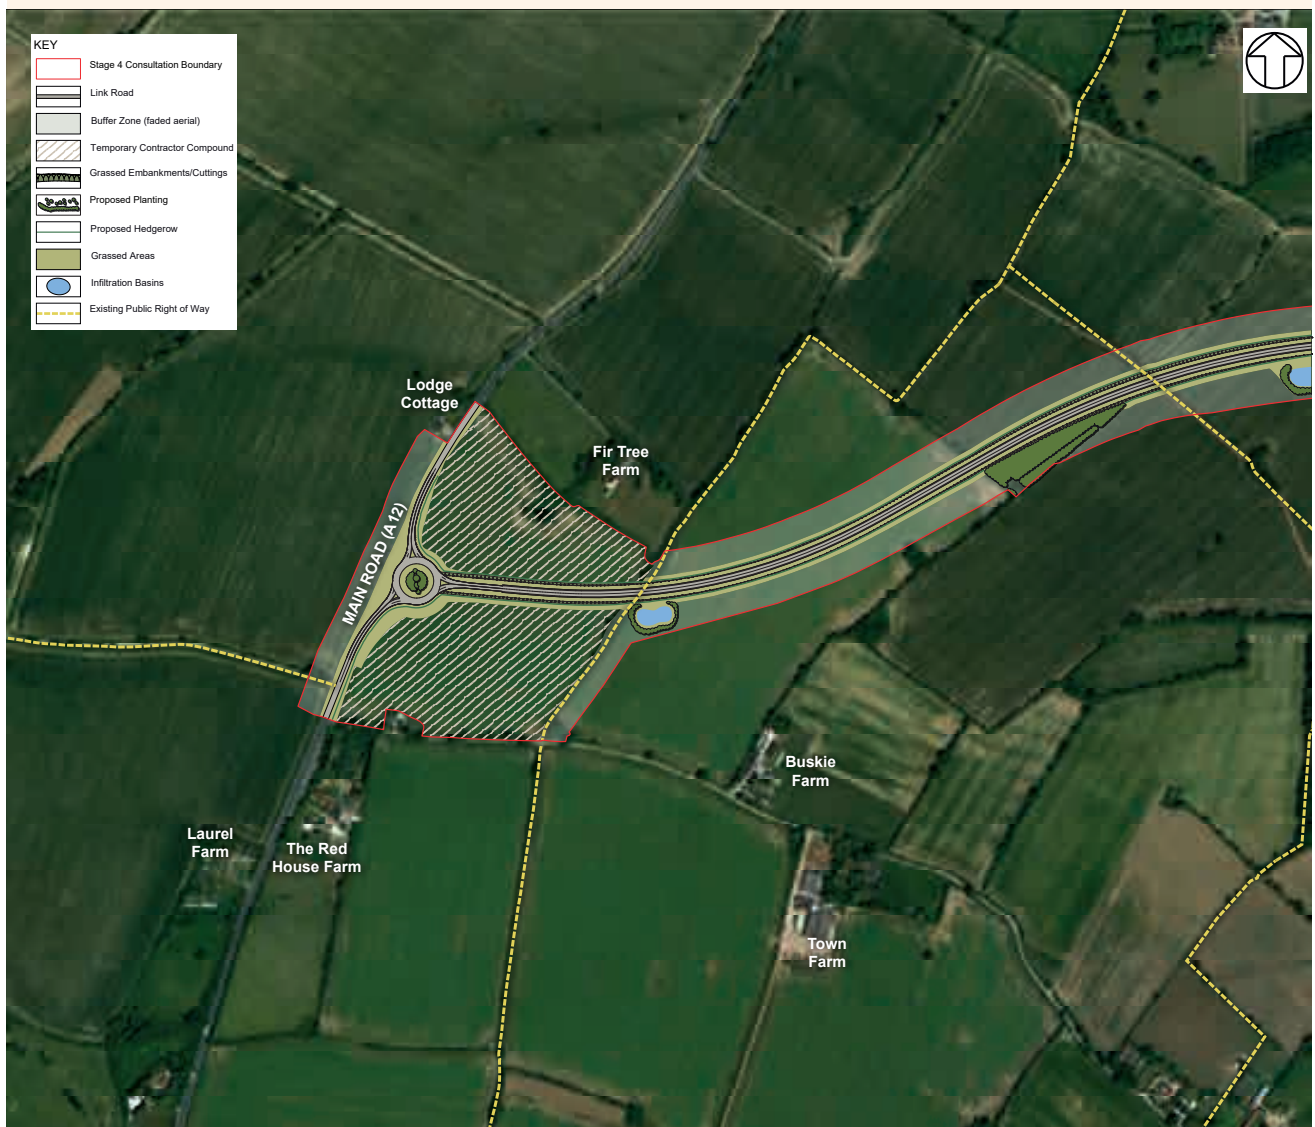 KEY
Stage 4 Consultation Boundary
Link Road
Buffer Zone (faded aerial)
Temporary Contractor Compound
Grassed Embankments/Cuttings
Proposed Planting
Proposed Hedgerow
Grassed Areas
Infiltration Basins
Existing Public Right of Way
Lodge
Cottage
Fir Tree
Farm
MAIN ROAD (A12)
Buskie
Farm
Laurel
Farm
The Red
House Farm
Town
Farm